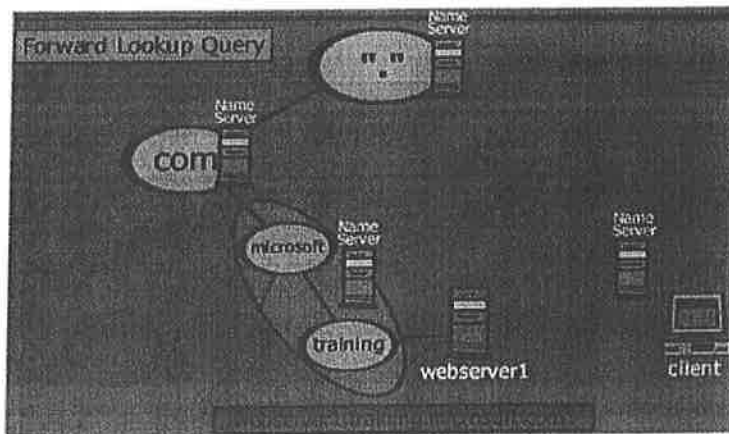 Forward Lookup Query
Name
Server
"."
Name
Server
com
microsoft
Name
Server
Name
Server
training
webserver1
client